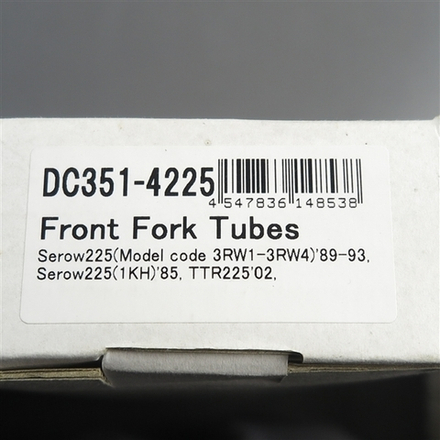 DC351-4225
4 547836 148538
Front Fork Tubes
Serow225(Model code 3RW1-3RW4)'89-93,
Serow225(1KH)'85, TTR225'02,